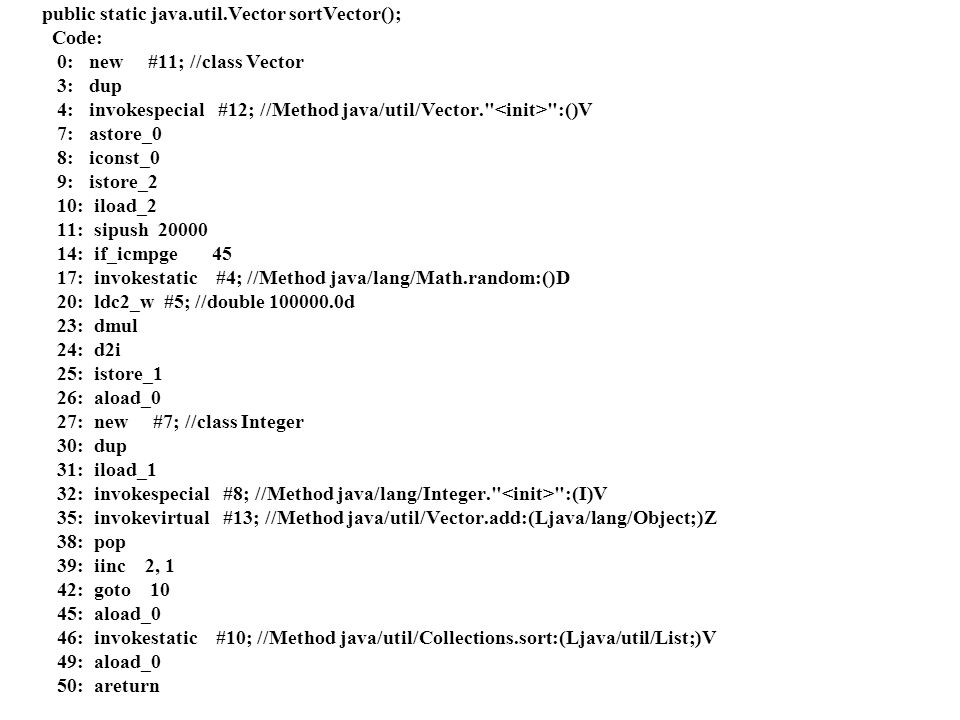 public static java.util.Vector sortVector();
Code:
0: new #11; //class Vector
3: dup
4: invokespecial #12; //Method java/util/Vector."<init>":()V
7: astore_0
8: iconst_0
9: istore_2
10: iload_2
11: sipush 20000
14: if_icmpge 45
17: invokestatic #4; //Method java/lang/Math.random:()D
20: ldc2_w #5; //double 100000.0d
23: dmul
24: d2i
25: istore_1
26: aload_0
27: new #7; //class Integer
30: dup
31: iload_1
32: invokespecial #8; //Method java/lang/Integer."<init>":(I)V
35: invokevirtual #13; //Method java/util/Vector.add:(Ljava/lang/Object;)Z
38: pop
39: iinc 2, 1
42: goto 10
45: aload_0
46: invokestatic #10; //Method java/util/Collections.sort:(Ljava/util/List;)V
49: aload_0
50: areturn